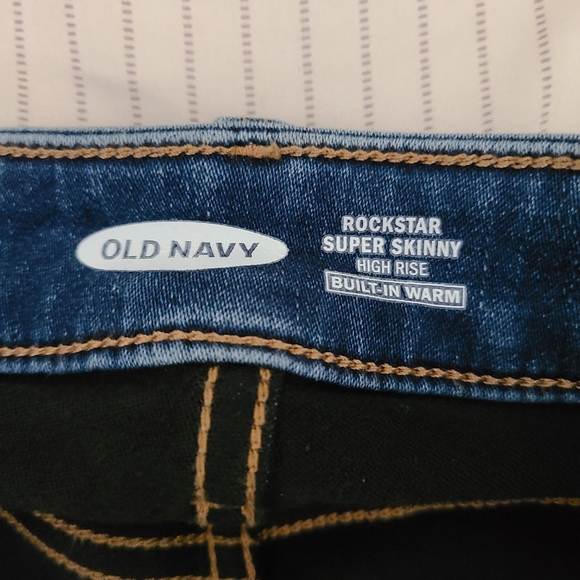 OLD NAVY
ROCKSTAR
SUPER SKINNY
HIGH RISE
BUILT-IN WARM